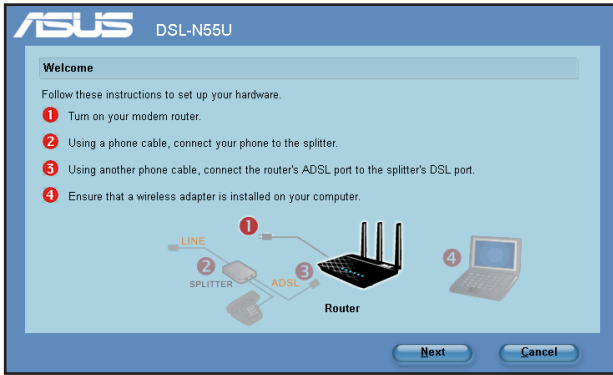 ASUS DSL-N55U
Welcome
Follow these instructions to set up your hardware.
1 Turn on your modem router.
2 Using a phone cable, connect your phone to the splitter.
3 Using another phone cable, connect the router's ADSL port to the splitter's DSL port.
4 Ensure that a wireless adapter is installed on your computer.
1
LINE
2
SPLITTER
ADSL
3
4
Router
Next Cancel